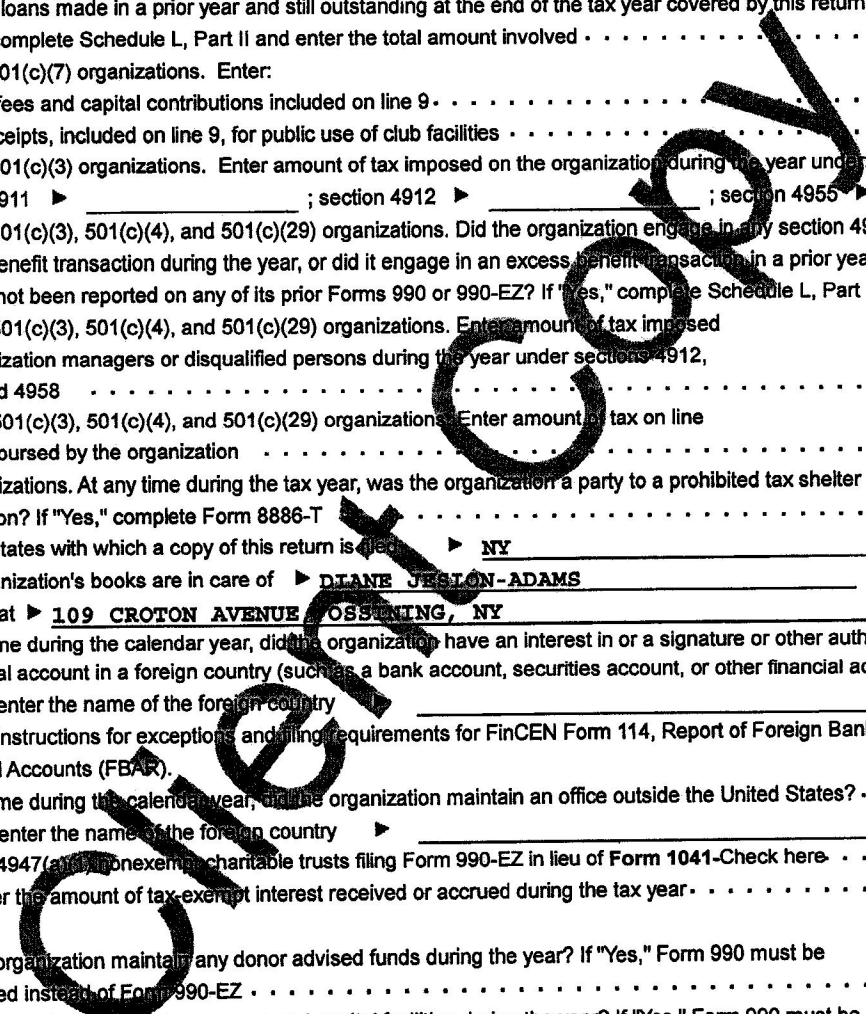 loans made in a prior year and still outstanding at the end of the tax year covered by this return
complete Schedule L, Part II and enter the total amount involved
01(c)(7) organizations. Enter:
fees and capital contributions included on line 9
ceipts, included on line 9, for public use of club facilities
01(c)(3) organizations. Enter amount of tax imposed on the organization during the year under
911 ► ; section 4912 ► ; section 4955 ►
01(c)(3), 501(c)(4), and 501(c)(29) organizations. Did the organization engage in any section 49
enefit transaction during the year, or did it engage in an excess benefit transaction in a prior yea
not been reported on any of its prior Forms 990 or 990-EZ? If "Yes," complete Schedule L, Part
501(c)(3), 501(c)(4), and 501(c)(29) organizations. Enter amount of tax imposed
ization managers or disqualified persons during the year under sections 4912,
d 4958
501(c)(3), 501(c)(4), and 501(c)(29) organizations. Enter amount of tax on line
bursed by the organization
izations. At any time during the tax year, was the organization a party to a prohibited tax shelter
on? If "Yes," complete Form 8886-T
tates with which a copy of this return is filed ► NY
nization's books are in care of ► DIANE JESION-ADAMS
at ► 109 CROTON AVENUE OSSINING, NY
me during the calendar year, did the organization have an interest in or a signature or other auth
al account in a foreign country (such as a bank account, securities account, or other financial ac
enter the name of the foreign country ►
instructions for exceptions and filing requirements for FinCEN Form 114, Report of Foreign Ban
l Accounts (FBAR).
me during the calendar year, did the organization maintain an office outside the United States?
enter the name of the foreign country ►
4947(a)(1) nonexempt charitable trusts filing Form 990-EZ in lieu of Form 1041-Check here
er the amount of tax-exempt interest received or accrued during the tax year
organization maintain any donor advised funds during the year? If "Yes," Form 990 must be
ed instead of Form 990-EZ
Client Copy